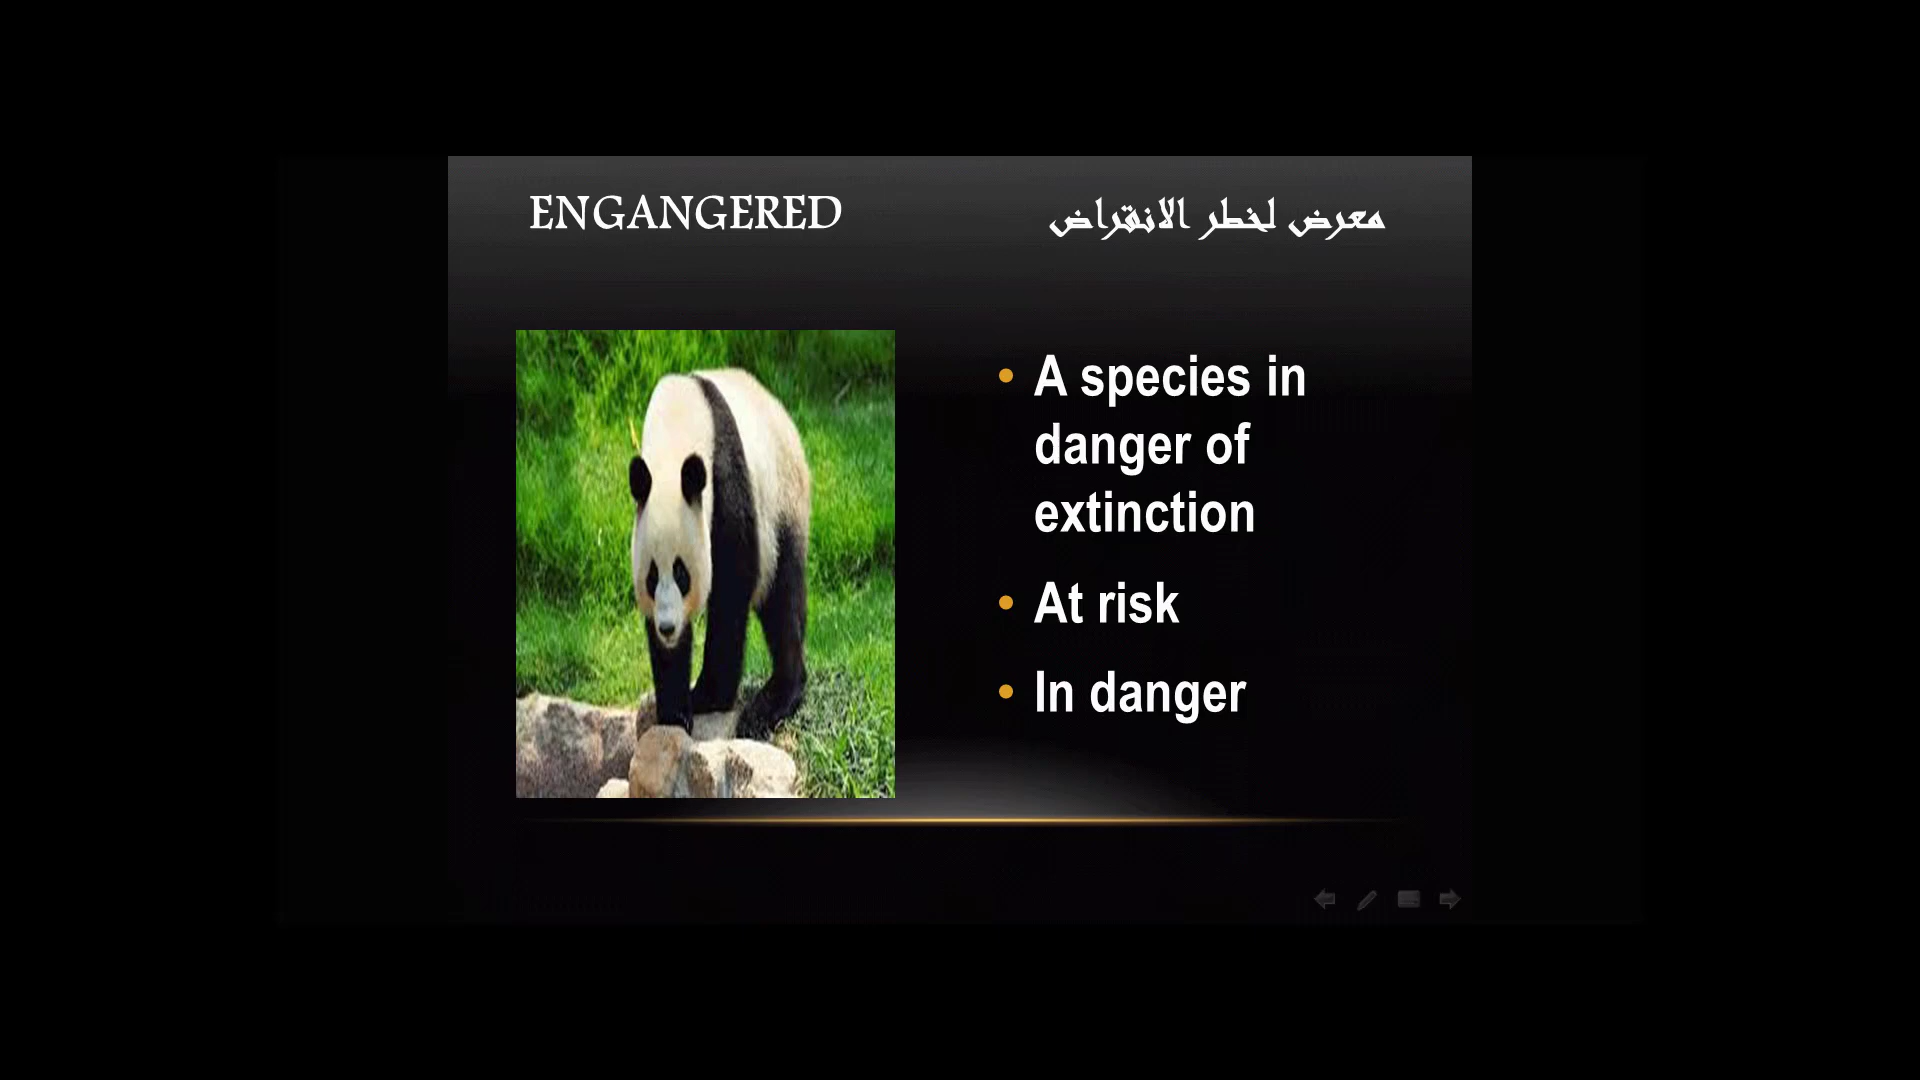 ENGANGERED
معرض لخطر الانقراض
• A species in
danger of
extinction
• At risk
• In danger